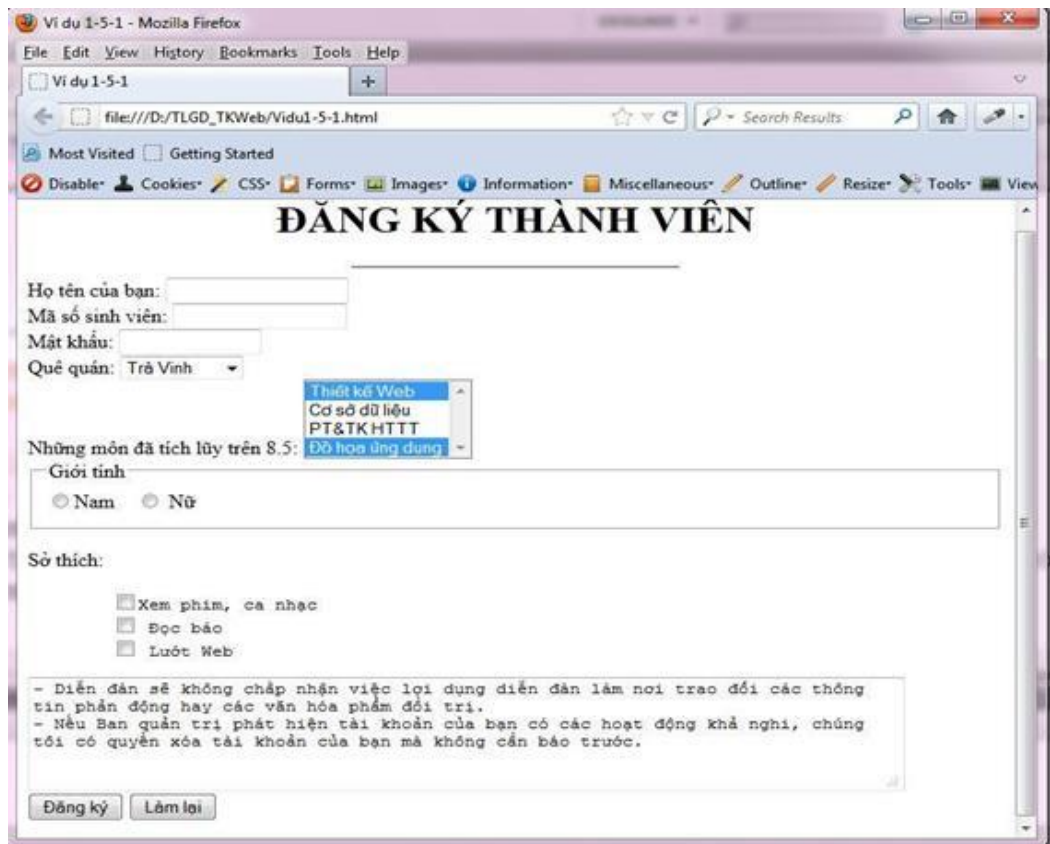 Ví dụ 1-5-1 - Mozilla Firefox
File Edit View History Bookmarks Tools Help
Ví dụ 1-5-1
file:///D:/TLGD_TKWeb/Vidu1-5-1.html Search Results
Most Visited Getting Started
Disable Cookies CSS Forms Images Information Miscellaneous Outline Resize Tools View
ĐĂNG KÝ THÀNH VIÊN
Họ tên của bạn:
Mã số sinh viên:
Mật khẩu:
Quê quán: Trà Vinh
Thiết kế Web
Cơ sở dữ liệu
PT&TK HTTT
Những môn đã tích lũy trên 8.5: Đồ họa ứng dụng
Giới tính
Nam Nữ
Sở thích:
Xem phim, ca nhạc
Đọc báo
Lướt Web
- Diễn đàn sẽ không chấp nhận việc lợi dụng diễn đàn làm nơi trao đổi các thông
tin phản động hay các văn hóa phẩm đồi trị.
- Nếu Ban quản trị phát hiện tài khoản của bạn có các hoạt động khả nghi, chúng
tôi có quyền xóa tài khoản của bạn mà không cần báo trước.
Đăng ký Làm lại